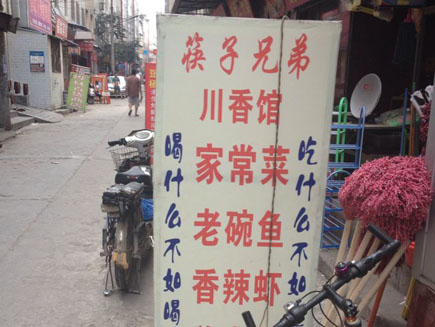 筷子兄弟
川香馆
家常菜
老碗鱼
香辣虾
喝什么不如喝
吃什么不如